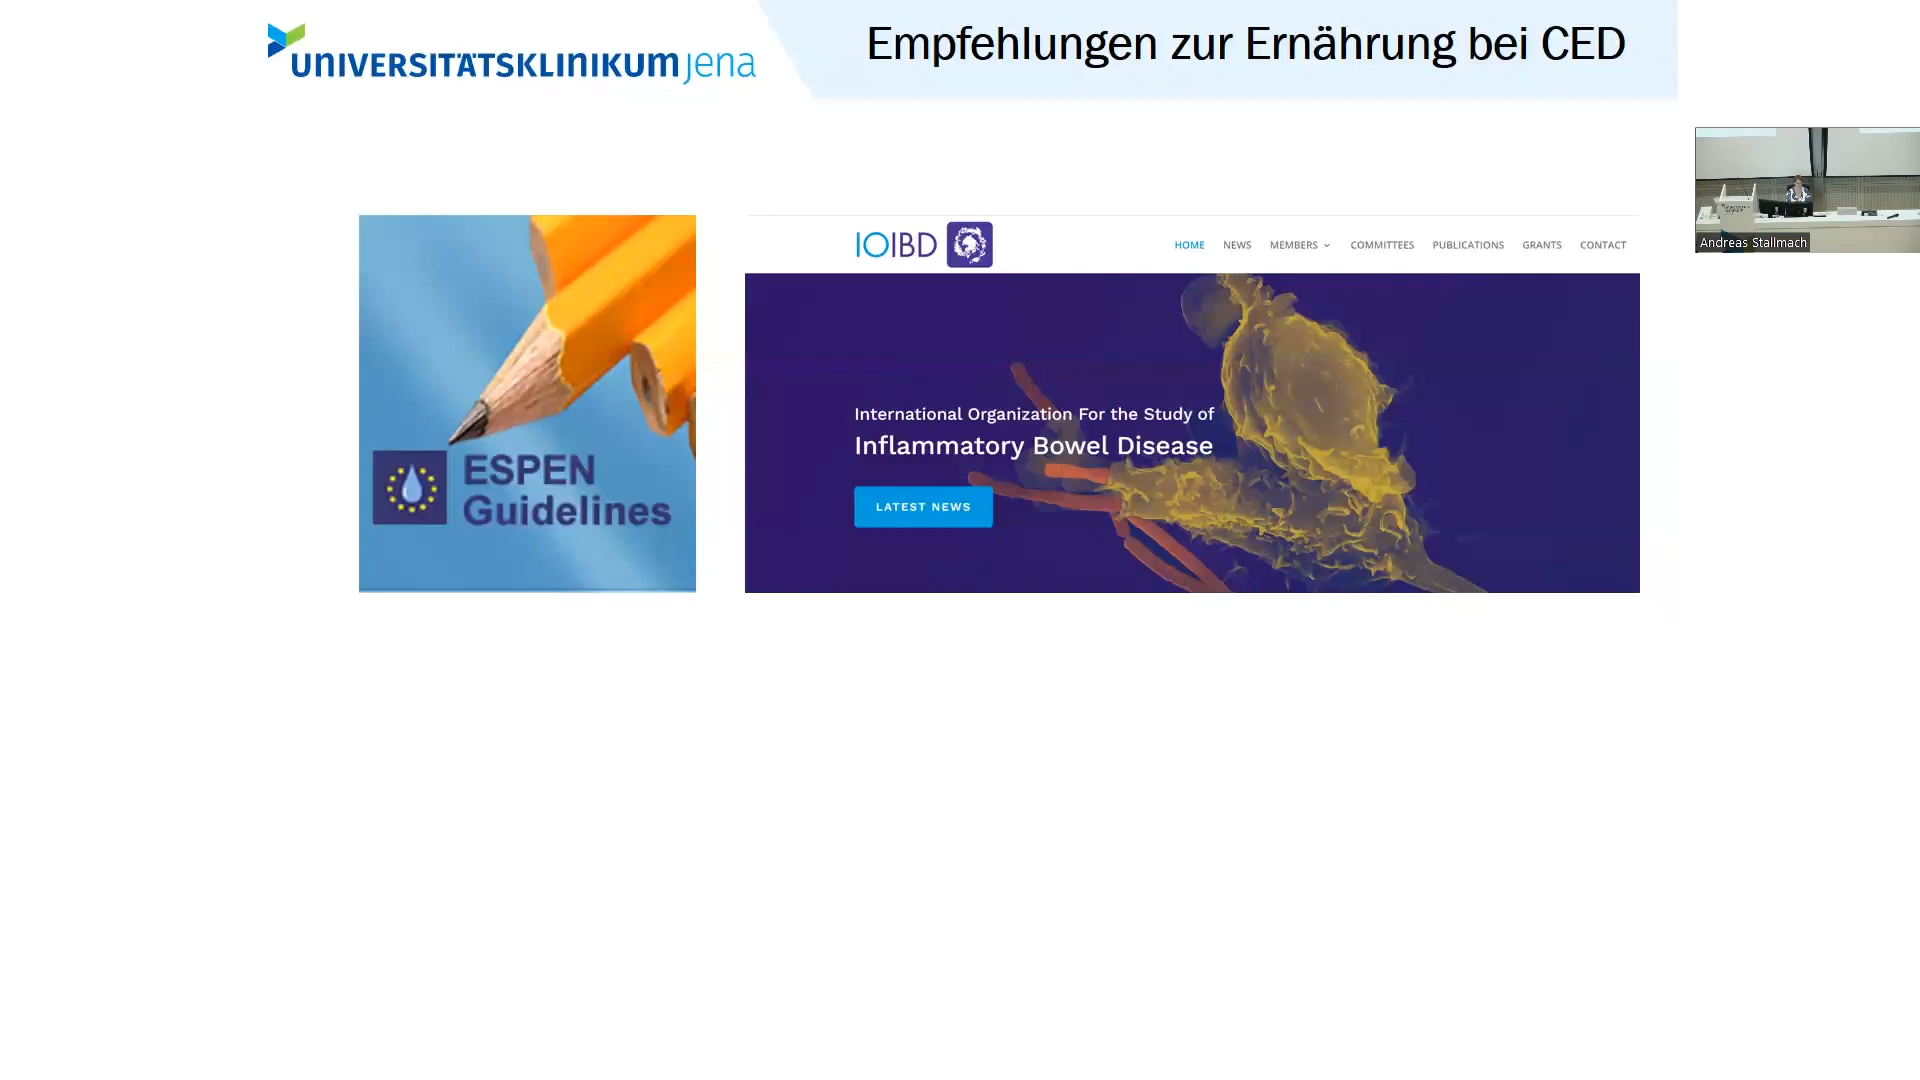 UNIVERSITÄTSKLINIKUM jena
Empfehlungen zur Ernährung bei CED
Andreas Stallmach
ESPEN
Guidelines
IOIBD
HOME NEWS MEMBERS COMMITTEES PUBLICATIONS GRANTS CONTACT
International Organization For the Study of
Inflammatory Bowel Disease
LATEST NEWS